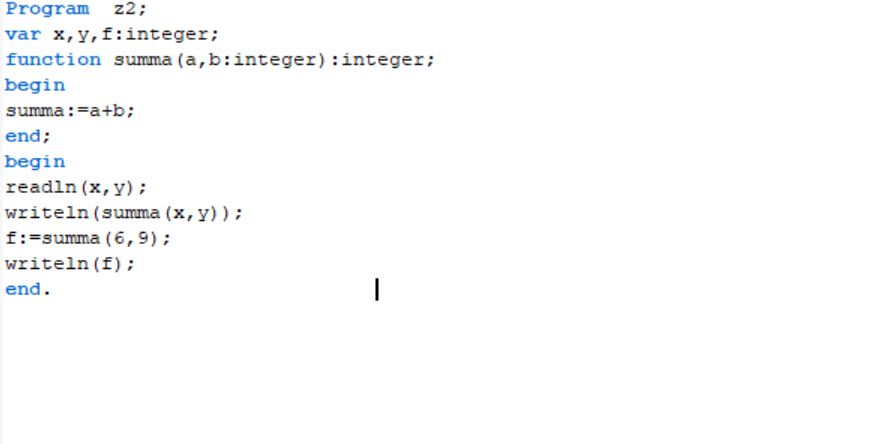 Program  z2;
var x,y,f:integer;
function summa(a,b:integer):integer;
begin
summa:=a+b;
end;
begin
readln(x,y);
writeln(summa(x,y));
f:=summa(6,9);
writeln(f);
end.